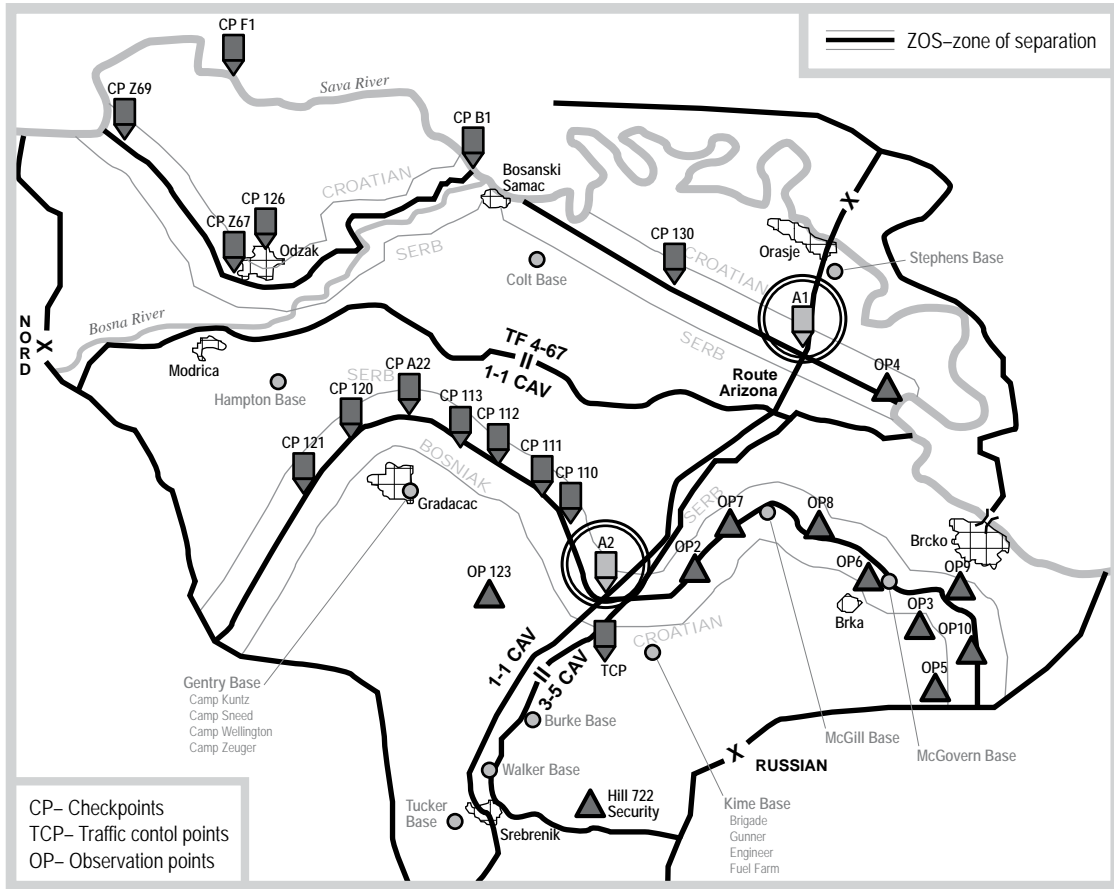 CP F1
ZOS–zone of separation
Sava River
CP Z69
CP B1
Bosanski
Samac
CROATIAN
CP 126
CP Z67
Odzak
SERB
CP 130
Orasje
CROATIAN
Colt Base
Stephens Base
A1
Bosna River
NORD
X
X
Modrica
TF 4-67
II
1-1 CAV
SERB
Route
Arizona
OP4
Hampton Base
SERB
CP A22
CP 120
CP 113
CP 112
CP 121
CP 111
CP 110
BOSNIAK
Gradacac
SERB
OP7
OP8
Brcko
A2
OP2
OP6
OP9
OP 123
Brka
OP3
OP10
CROATIAN
TCP
1-1 CAV
II
3-5 CAV
OP5
Gentry Base
Camp Kuntz
Camp Sneed
Camp Wellington
Camp Zeuger
Burke Base
McGill Base
McGovern Base
X
RUSSIAN
Walker Base
Hill 722
Security
Kime Base
Brigade
Gunner
Engineer
Fuel Farm
Tucker
Base
Srebrenik
CP– Checkpoints
TCP– Traffic contol points
OP– Observation points